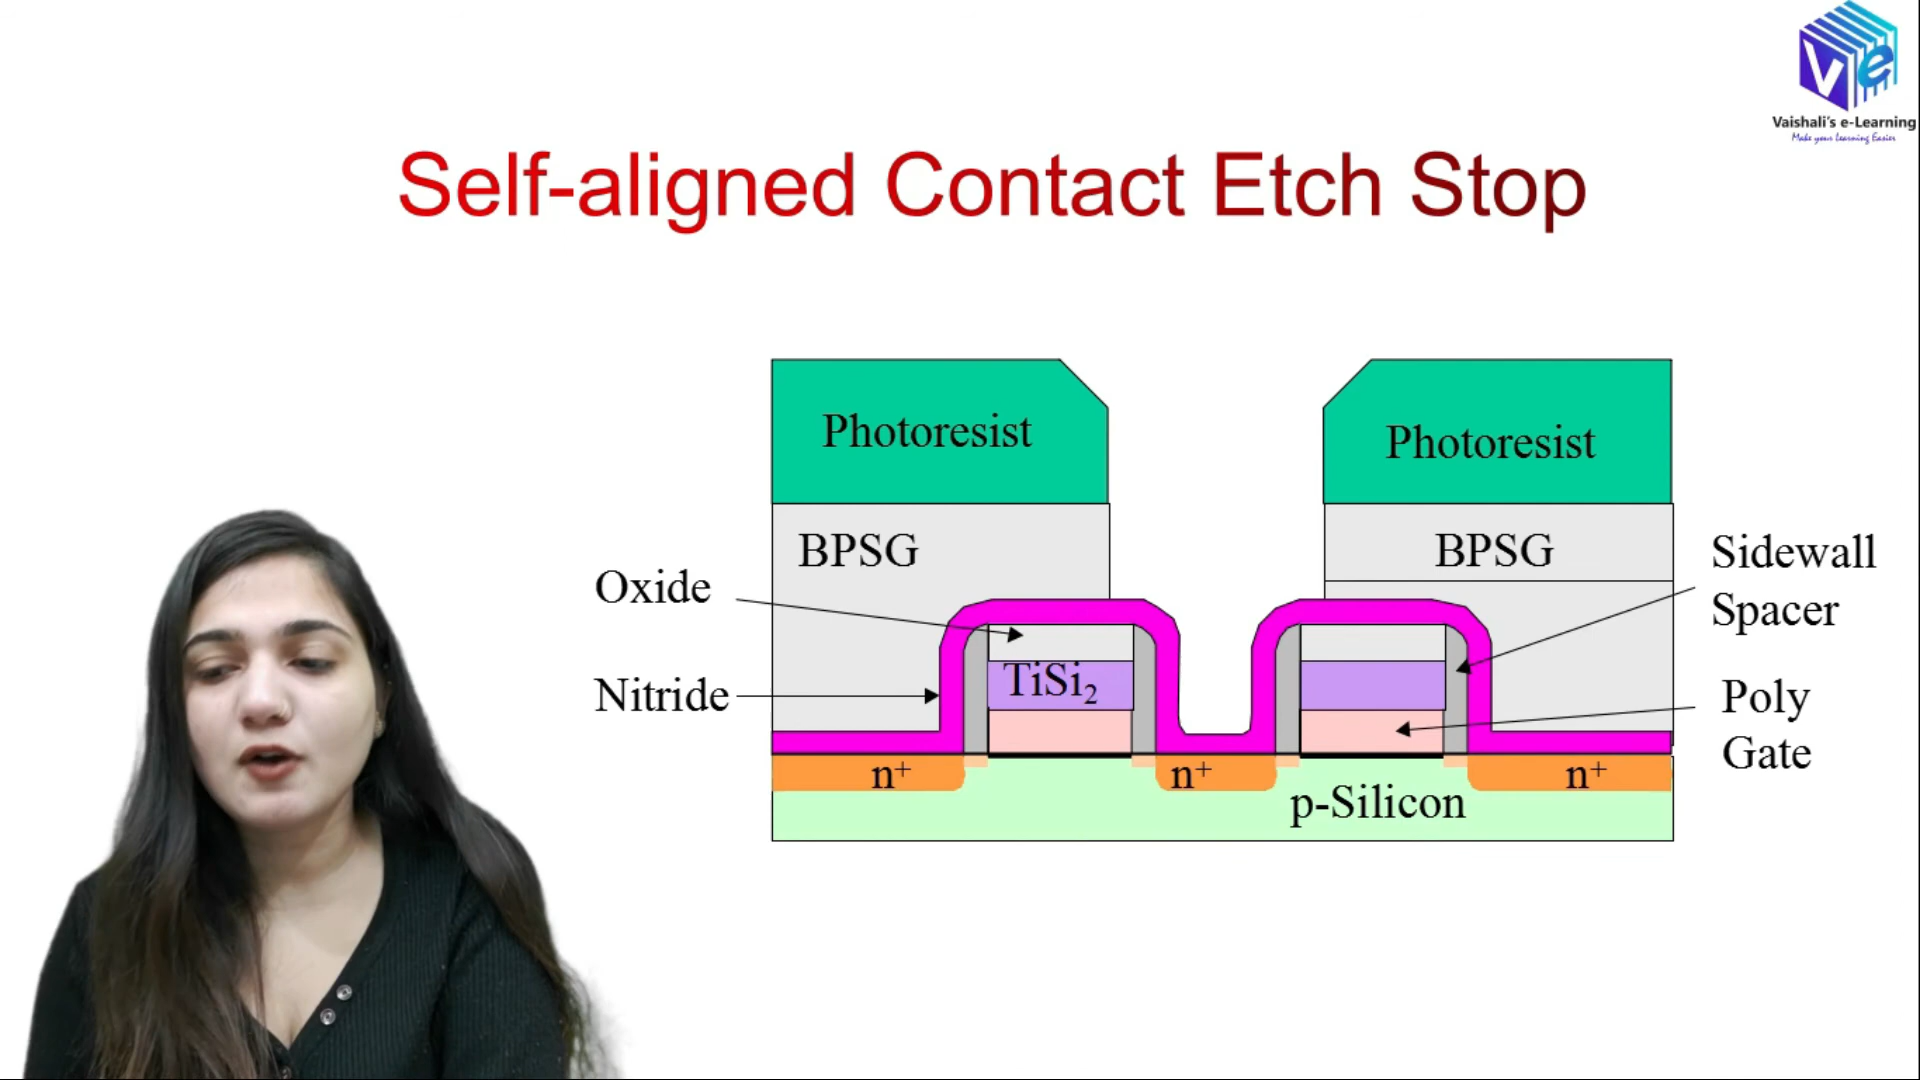 Ve
Vaishali's e-Learning
Make your Learning Easier
Self-aligned Contact Etch Stop
Photoresist
Photoresist
BPSG
BPSG
Sidewall
Spacer
Oxide
Nitride
TiSi₂
Poly
Gate
n⁺
n⁺
n⁺
p-Silicon